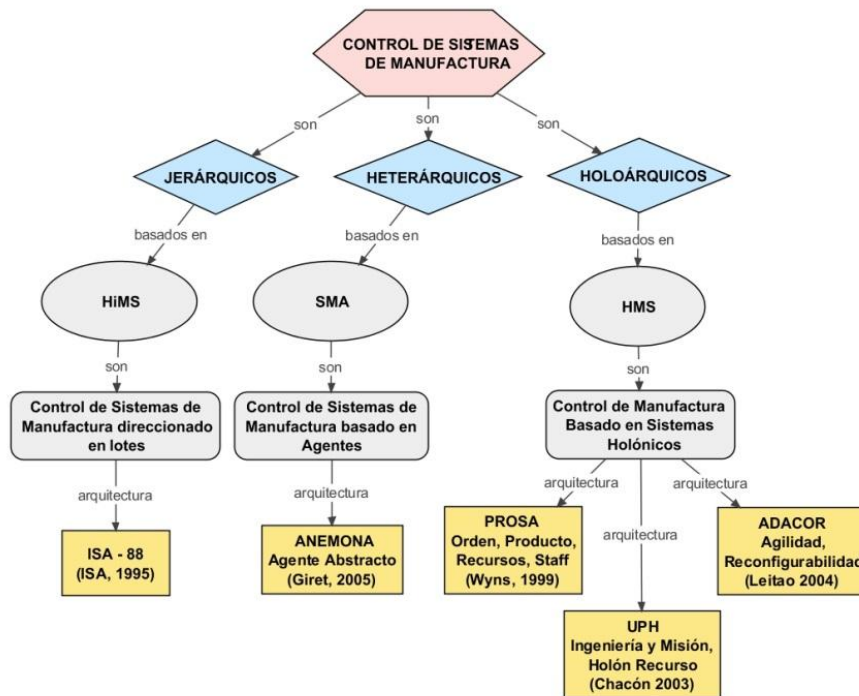 CONTROL DE SISTEMAS
DE MANUFACTURA
son
son
son
JERÁRQUICOS
HETERÁRQUICOS
HOLOÁRQUICOS
basados en
basados en
basados en
HiMS
SMA
HMS
son
son
son
Control de Sistemas de
Manufactura direccionado
en lotes
Control de Sistemas de
Manufactura basado en
Agentes
Control de Manufactura
Basado en Sistemas
Holónicos
arquitectura
arquitectura
arquitectura
arquitectura
arquitectura
ISA - 88
(ISA, 1995)
ANEMONA
Agente Abstracto
(Giret, 2005)
PROSA
Orden, Producto,
Recursos, Staff
(Wyns, 1999)
ADACOR
Agilidad,
Reconfigurabilidad
(Leitao 2004)
UPH
Ingeniería y Misión,
Holón Recurso
(Chacón 2003)